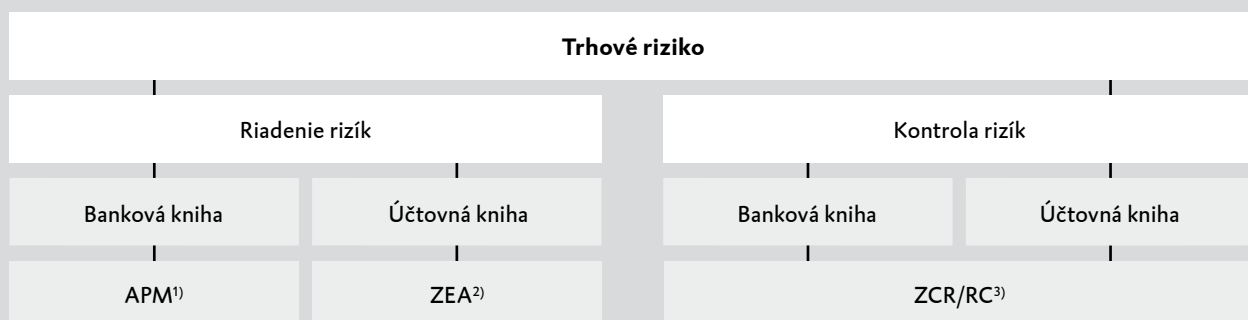 Trhové riziko
Riadenie rizík Kontrola rizík
Banková kniha Účtovná kniha Banková kniha Účtovná kniha
APM¹⁾ ZEA²⁾ ZCR/RC³⁾